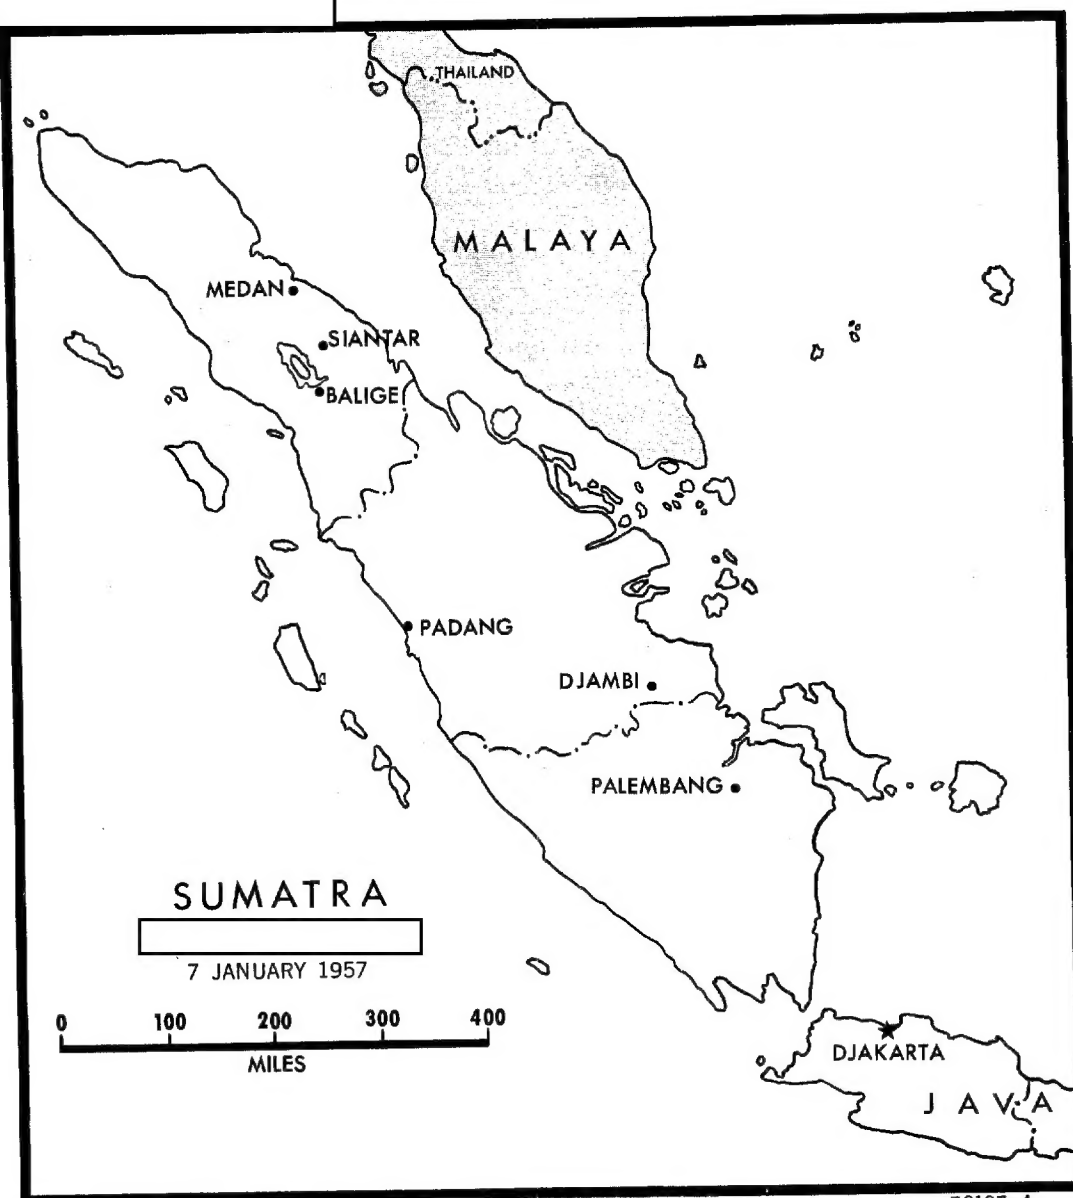 THAILAND
MALAYA
MEDAN
SIANTAR
BALIGE
PADANG
DJAMBI
PALEMBANG
SUMATRA
7 JANUARY 1957
0 100 200 300 400
MILES
DJAKARTA
JAVA